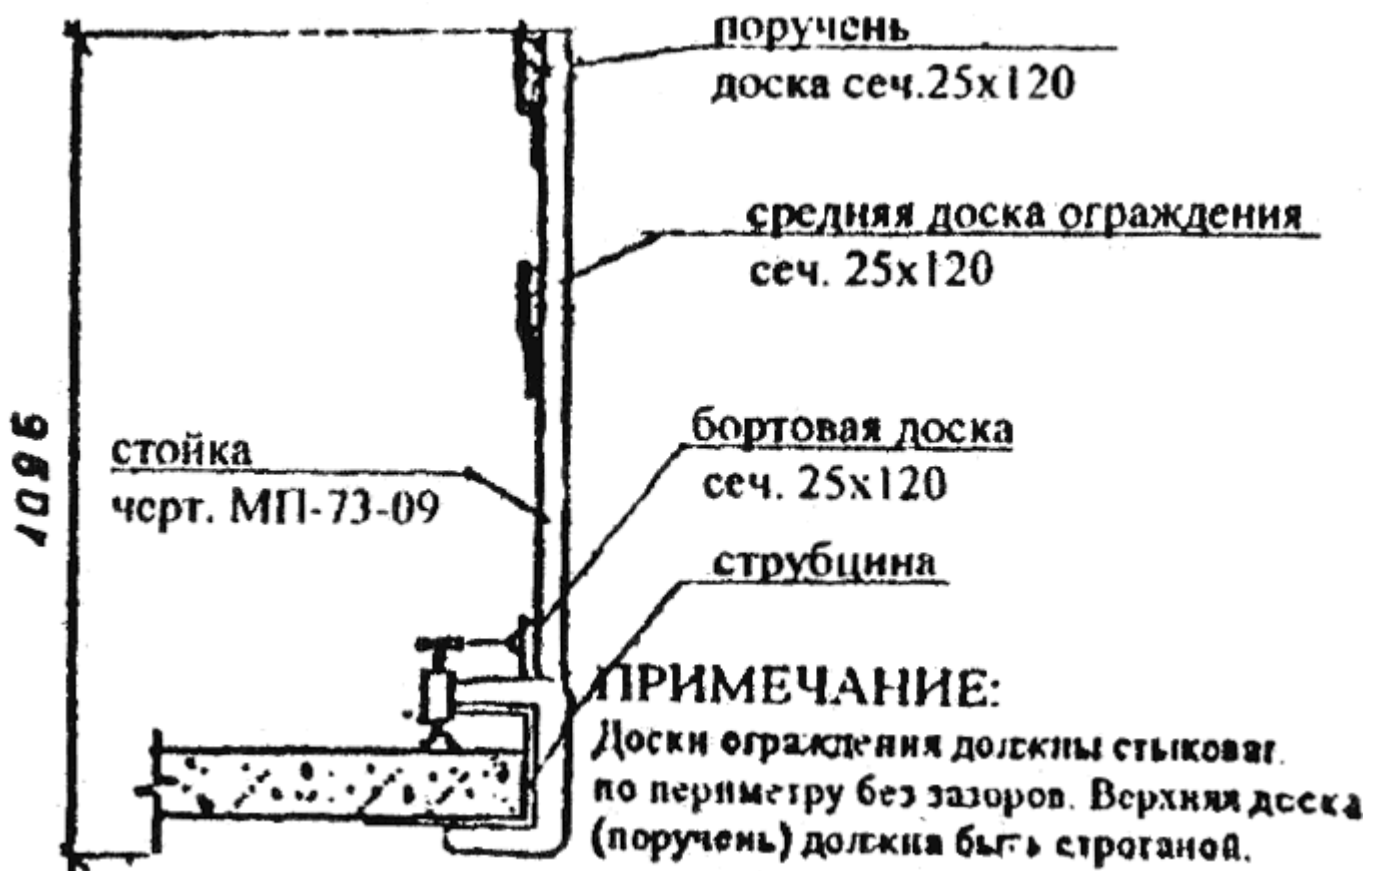 поручень
доска сеч.25х120
средняя доска ограждения
сеч. 25х120
бортовая доска
сеч. 25х120
стойка
черт. МП-73-09
струбцина
1096
ПРИМЕЧАНИЕ:
Доски ограждения должны стыковат.
по периметру без зазоров. Верхняя доска
(поручень) должна быть строганой.